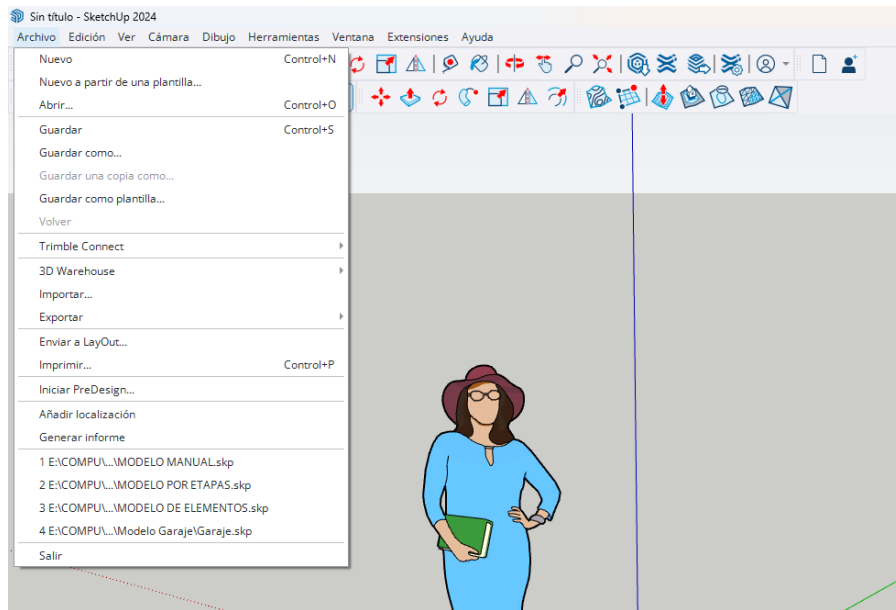 Sin título - SketchUp 2024
Archivo Edición Ver Cámara Dibujo Herramientas Ventana Extensiones Ayuda
Nuevo Control+N
Nuevo a partir de una plantilla...
Abrir... Control+O
Guardar Control+S
Guardar como...
Guardar una copia como...
Guardar como plantilla...
Volver
Trimble Connect
3D Warehouse
Importar...
Exportar
Enviar a LayOut...
Imprimir... Control+P
Iniciar PreDesign...
Añadir localización
Generar informe
1 E:\COMPU\...\MODELO MANUAL.skp
2 E:\COMPU\...\MODELO POR ETAPAS.skp
3 E:\COMPU\...\MODELO DE ELEMENTOS.skp
4 E:\COMPU\...\Modelo Garaje\Garaje.skp
Salir